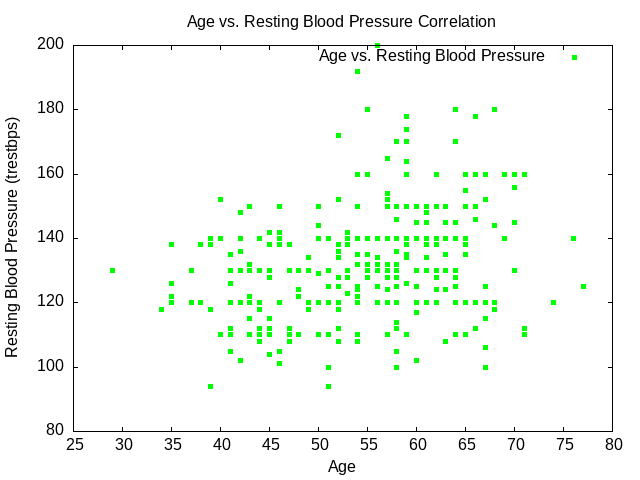 Age vs. Resting Blood Pressure Correlation
200
Age vs. Resting Blood Pressure
180
160
140
120
100
80
Resting Blood Pressure (trestbps)
25 30 35 40 45 50 55 60 65 70 75 80
Age